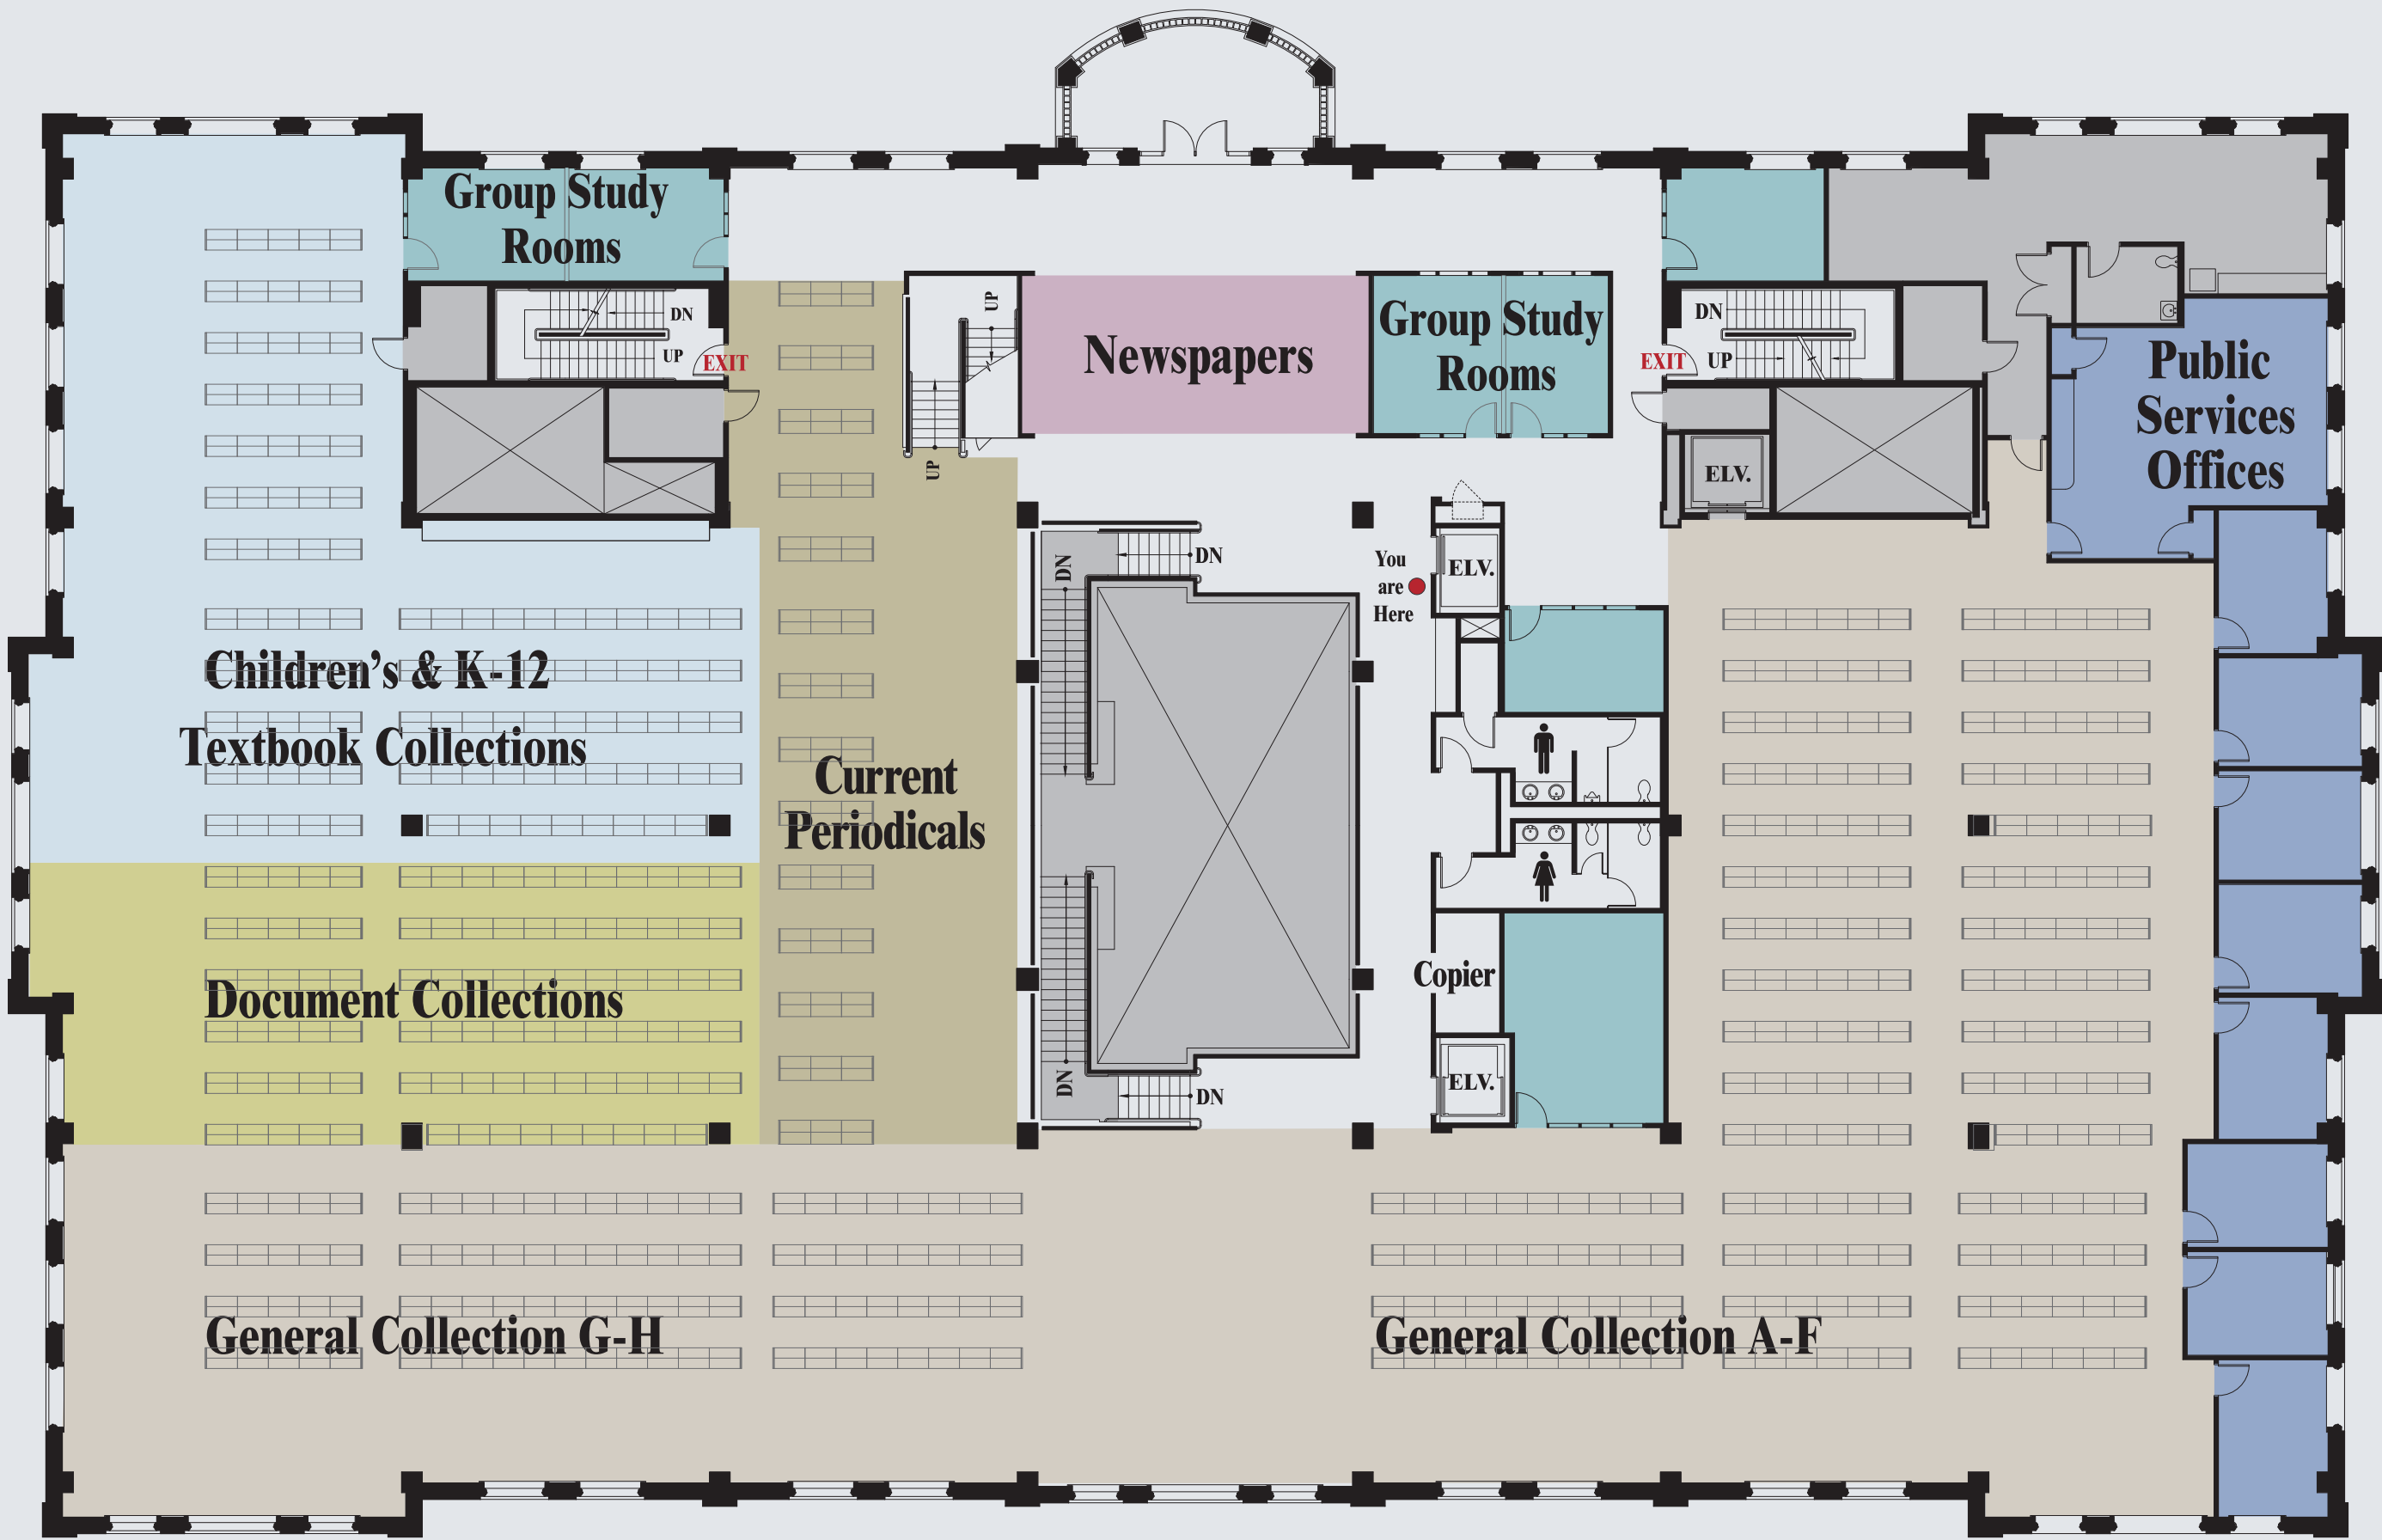 Group Study
Rooms
DN
UP
EXIT
UP
UP
Newspapers
Group Study
Rooms
DN
UP
EXIT
ELV.
Public
Services
Offices
DN
DN
You
are
Here
ELV.
Children's & K-12
Textbook Collections
Current
Periodicals
Document Collections
Copier
ELV.
DN
DN
General Collection G-H
General Collection A-F